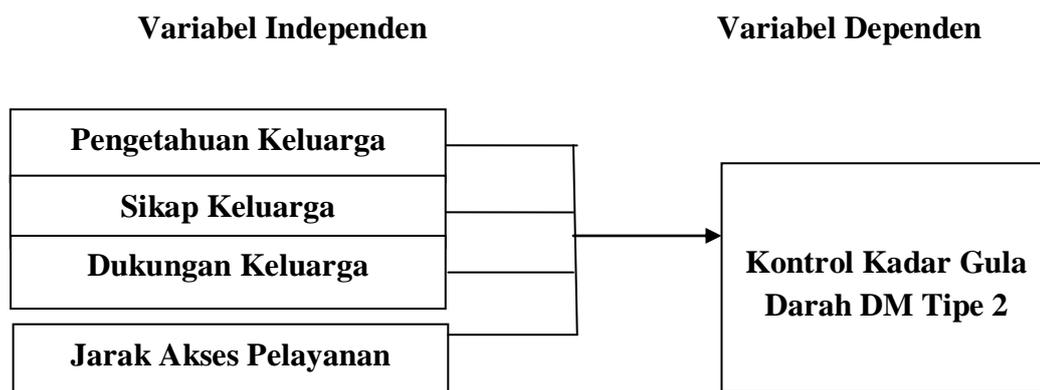 Variabel Independen
Variabel Dependen
Pengetahuan Keluarga
Sikap Keluarga
Dukungan Keluarga
Jarak Akses Pelayanan
Kontrol Kadar Gula
Darah DM Tipe 2